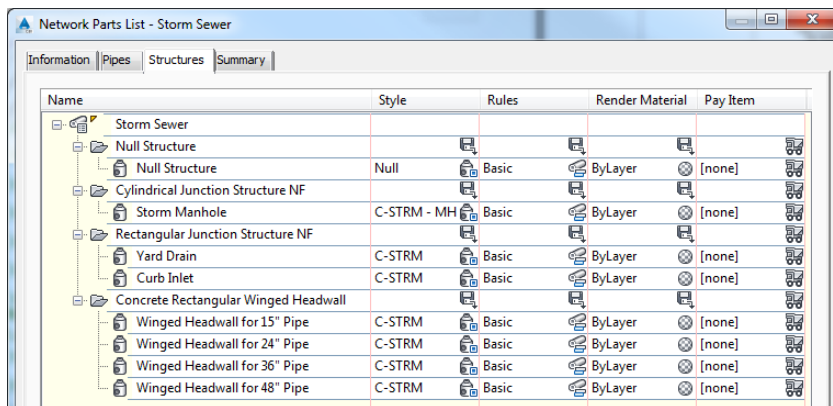 Network Parts List - Storm Sewer
Information Pipes Structures Summary
Name Style Rules Render Material Pay Item
Storm Sewer
Null Structure
Null Structure Null Basic ByLayer [none]
Cylindrical Junction Structure NF
Storm Manhole C-STRM - MH Basic ByLayer [none]
Rectangular Junction Structure NF
Yard Drain C-STRM Basic ByLayer [none]
Curb Inlet C-STRM Basic ByLayer [none]
Concrete Rectangular Winged Headwall
Winged Headwall for 15" Pipe C-STRM Basic ByLayer [none]
Winged Headwall for 24" Pipe C-STRM Basic ByLayer [none]
Winged Headwall for 36" Pipe C-STRM Basic ByLayer [none]
Winged Headwall for 48" Pipe C-STRM Basic ByLayer [none]